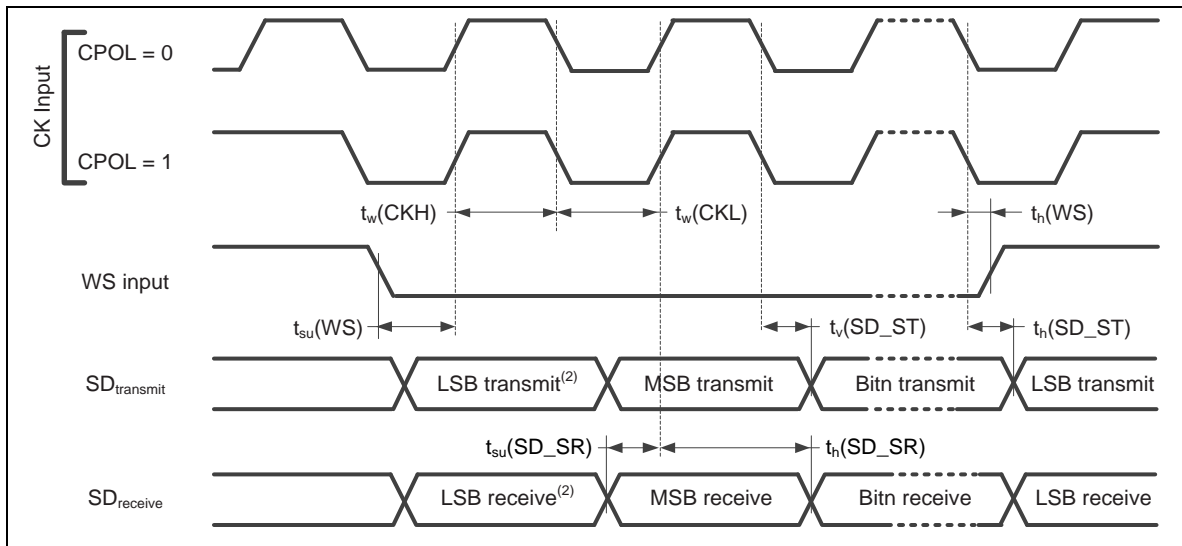 CK Input
CPOL = 0
CPOL = 1
tw(CKH)
tw(CKL)
th(WS)
WS input
tsu(WS)
tv(SD_ST)
th(SD_ST)
SDtransmit
LSB transmit(2)
MSB transmit
Bitn transmit
LSB transmit
tsu(SD_SR)
th(SD_SR)
SDreceive
LSB receive(2)
MSB receive
Bitn receive
LSB receive